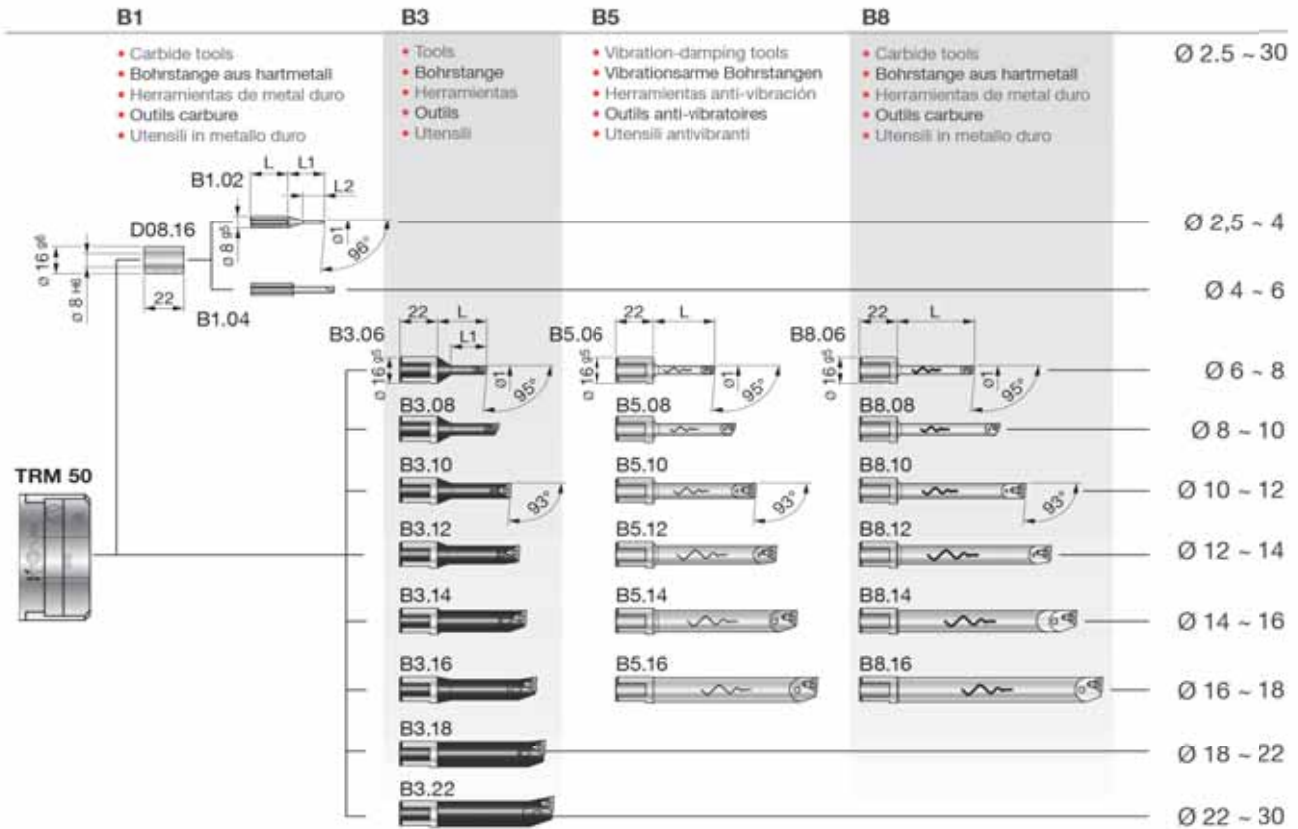 B1 B3 B5 B8
Ø 2.5 ~ 30
• Carbide tools
• Bohrstange aus hartmetall
• Herramientas de metal duro
• Outils carbure
• Utensili in metallo duro
• Tools
• Bohrstange
• Herramientas
• Outils
• Utensili
• Vibration-damping tools
• Vibrationsarme Bohrstangen
• Herramientas anti-vibración
• Outils anti-vibratoires
• Utensili antivibranti
• Carbide tools
• Bohrstange aus hartmetall
• Herramientas de metal duro
• Outils carbure
• Utensili in metallo duro
B1.02
L L1
L2
Ø 8 g5
Ø1
96°
Ø 2,5 ~ 4
D08.16
Ø 16 g6
Ø 8 H6
22
B1.04
Ø 4 ~ 6
B3.06
22 L
L1
Ø 16 g5
Ø1
95°
B5.06
22 L
Ø 16 g5
Ø1
95°
B8.06
22 L
Ø 16 g5
Ø1
95°
Ø 6 ~ 8
B3.08 B5.08 B8.08
Ø 8 ~ 10
B3.10 B5.10 B8.10
93° 93° 93°
Ø 10 ~ 12
TRM 50
B3.12 B5.12 B8.12
Ø 12 ~ 14
B3.14 B5.14 B8.14
Ø 14 ~ 16
B3.16 B5.16 B8.16
Ø 16 ~ 18
B3.18
Ø 18 ~ 22
B3.22
Ø 22 ~ 30